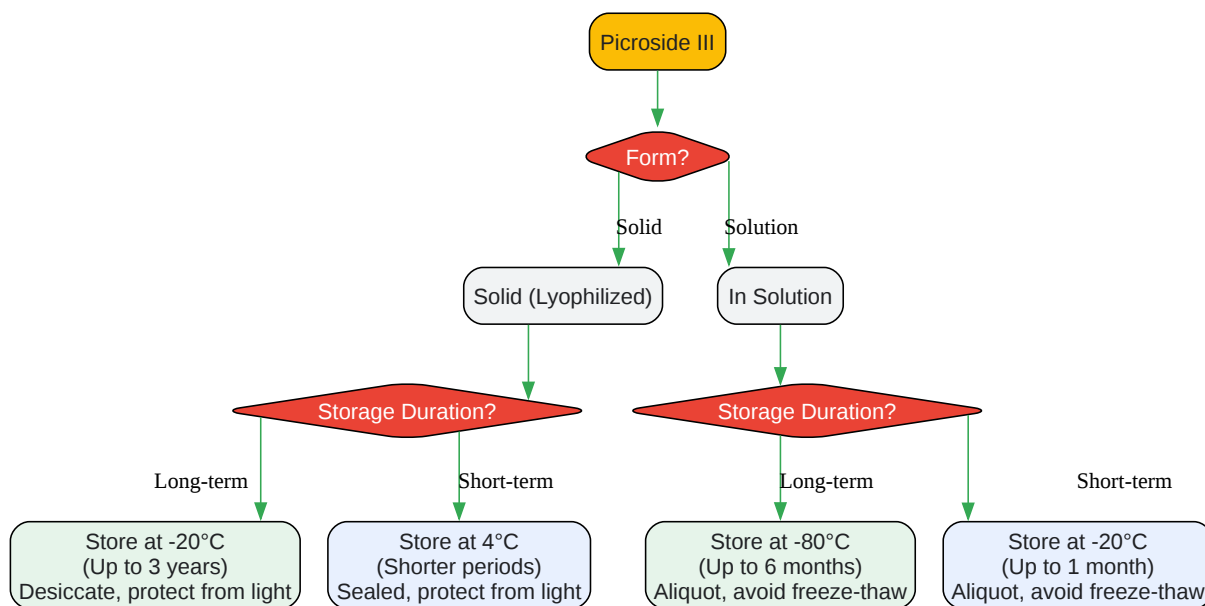 Picroside III
Form?
Solid
Solution
Solid (Lyophilized)
In Solution
Storage Duration?
Storage Duration?
Long-term
Short-term
Long-term
Short-term
Store at -20°C
(Up to 3 years)
Desiccate, protect from light
Store at 4°C
(Shorter periods)
Sealed, protect from light
Store at -80°C
(Up to 6 months)
Aliquot, avoid freeze-thaw
Store at -20°C
(Up to 1 month)
Aliquot, avoid freeze-thaw